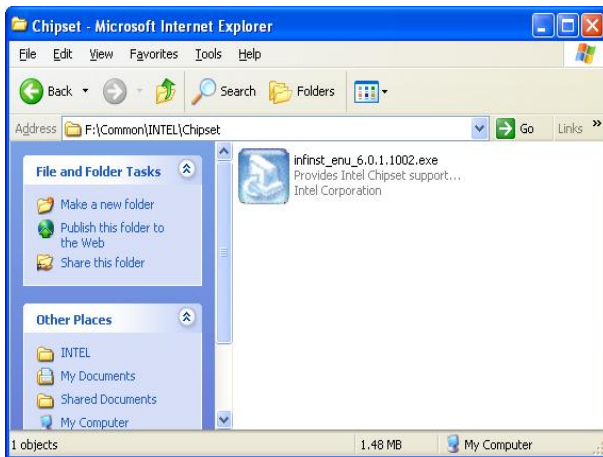 Chipset - Microsoft Internet Explorer
File Edit View Favorites Tools Help
Back Search Folders
Address F:\Common\INTEL\Chipset Go Links »
File and Folder Tasks
Make a new folder
Publish this folder to
the Web
Share this folder
Other Places
INTEL
My Documents
Shared Documents
My Computer
infinst_enu_6.0.1.1002.exe
Provides Intel Chipset support...
Intel Corporation
1 objects 1.48 MB My Computer